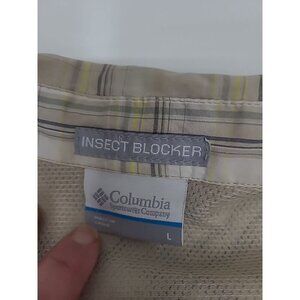 INSECT BLOCKER
Columbia
Sportswear Company
L